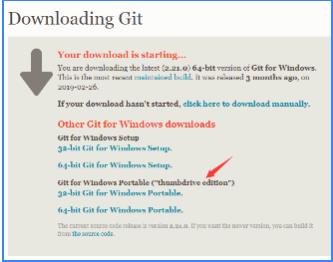 Downloading Git
Your download is starting...
You are downloading the latest (2.21.0) 64-bit version of Git for Windows.
This is the most recent maintained build. It was released 3 months ago, on
2019-02-26.
If your download hasn't started, click here to download manually.
Other Git for Windows downloads
Git for Windows Setup
32-bit Git for Windows Setup.
64-bit Git for Windows Setup.
Git for Windows Portable ("thumbdrive edition")
32-bit Git for Windows Portable.
64-bit Git for Windows Portable.
The current source code release is version 2.21.0. If you want the newer version, you can build it
from the source code.